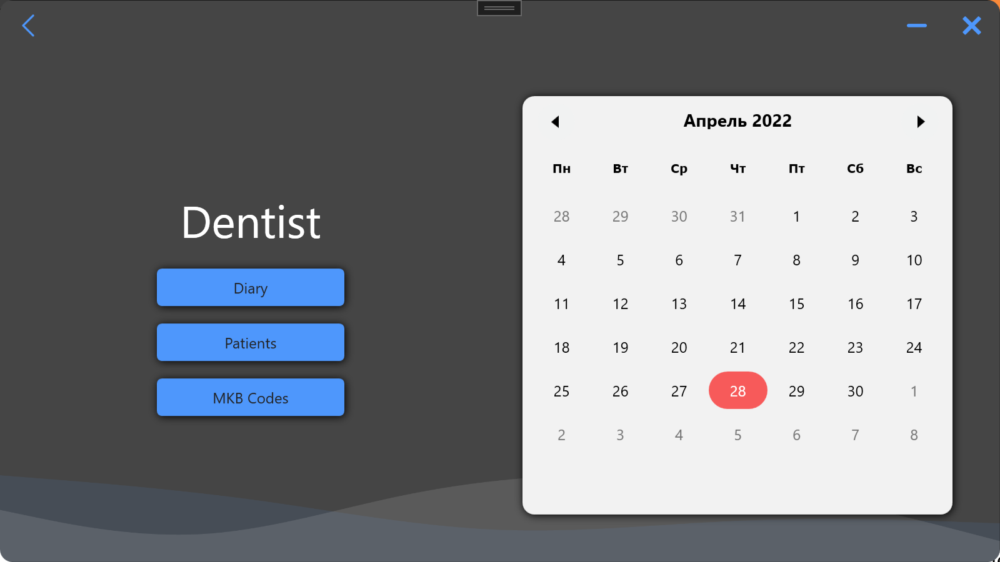 Dentist
Diary
Patients
MKB Codes
Апрель 2022
Пн Вт Ср Чт Пт Сб Вс
28 29 30 31 1 2 3
4 5 6 7 8 9 10
11 12 13 14 15 16 17
18 19 20 21 22 23 24
25 26 27 28 29 30 1
2 3 4 5 6 7 8